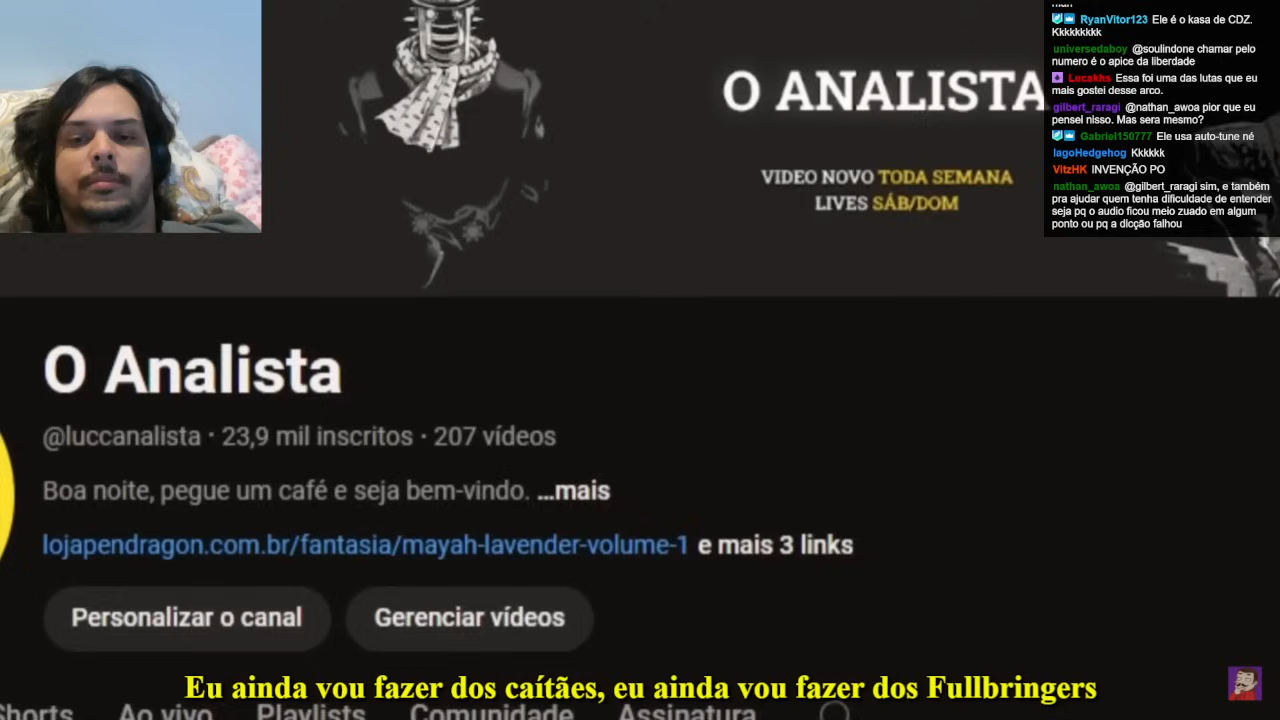 RyanVitor123 Ele é o kasa de CDZ.
Kkkkkkkkk
universedaboy @soulindone chamar pelo
numero é o apice da liberdade
Lucakhs Essa foi uma das lutas que eu
mais gostei desse arco.
gilbert_raragi @nathan_awoa pior que eu
pensei nisso. Mas sera mesmo?
Gabriel150777 Ele usa auto-tune né
IagoHedgehog Kkkkkk
VitzHK INVENÇÃO PO
nathan_awoa @gilbert_raragi sim, e também
pra ajudar quem tenha dificuldade de entender
seja pq o audio ficou meio zuado em algum
ponto ou pq a dicção falhou
O ANALISTA
VIDEO NOVO TODA SEMANA
LIVES SÁB/DOM
O Analista
@luccanalista · 23,9 mil inscritos · 207 vídeos
Boa noite, pegue um café e seja bem-vindo. ...mais
lojapendragon.com.br/fantasia/mayah-lavender-volume-1 e mais 3 links
Personalizar o canal Gerenciar vídeos
Eu ainda vou fazer dos caítães, eu ainda vou fazer dos Fullbringers
Shorts Ao vivo Playlists Comunidade Assinatura